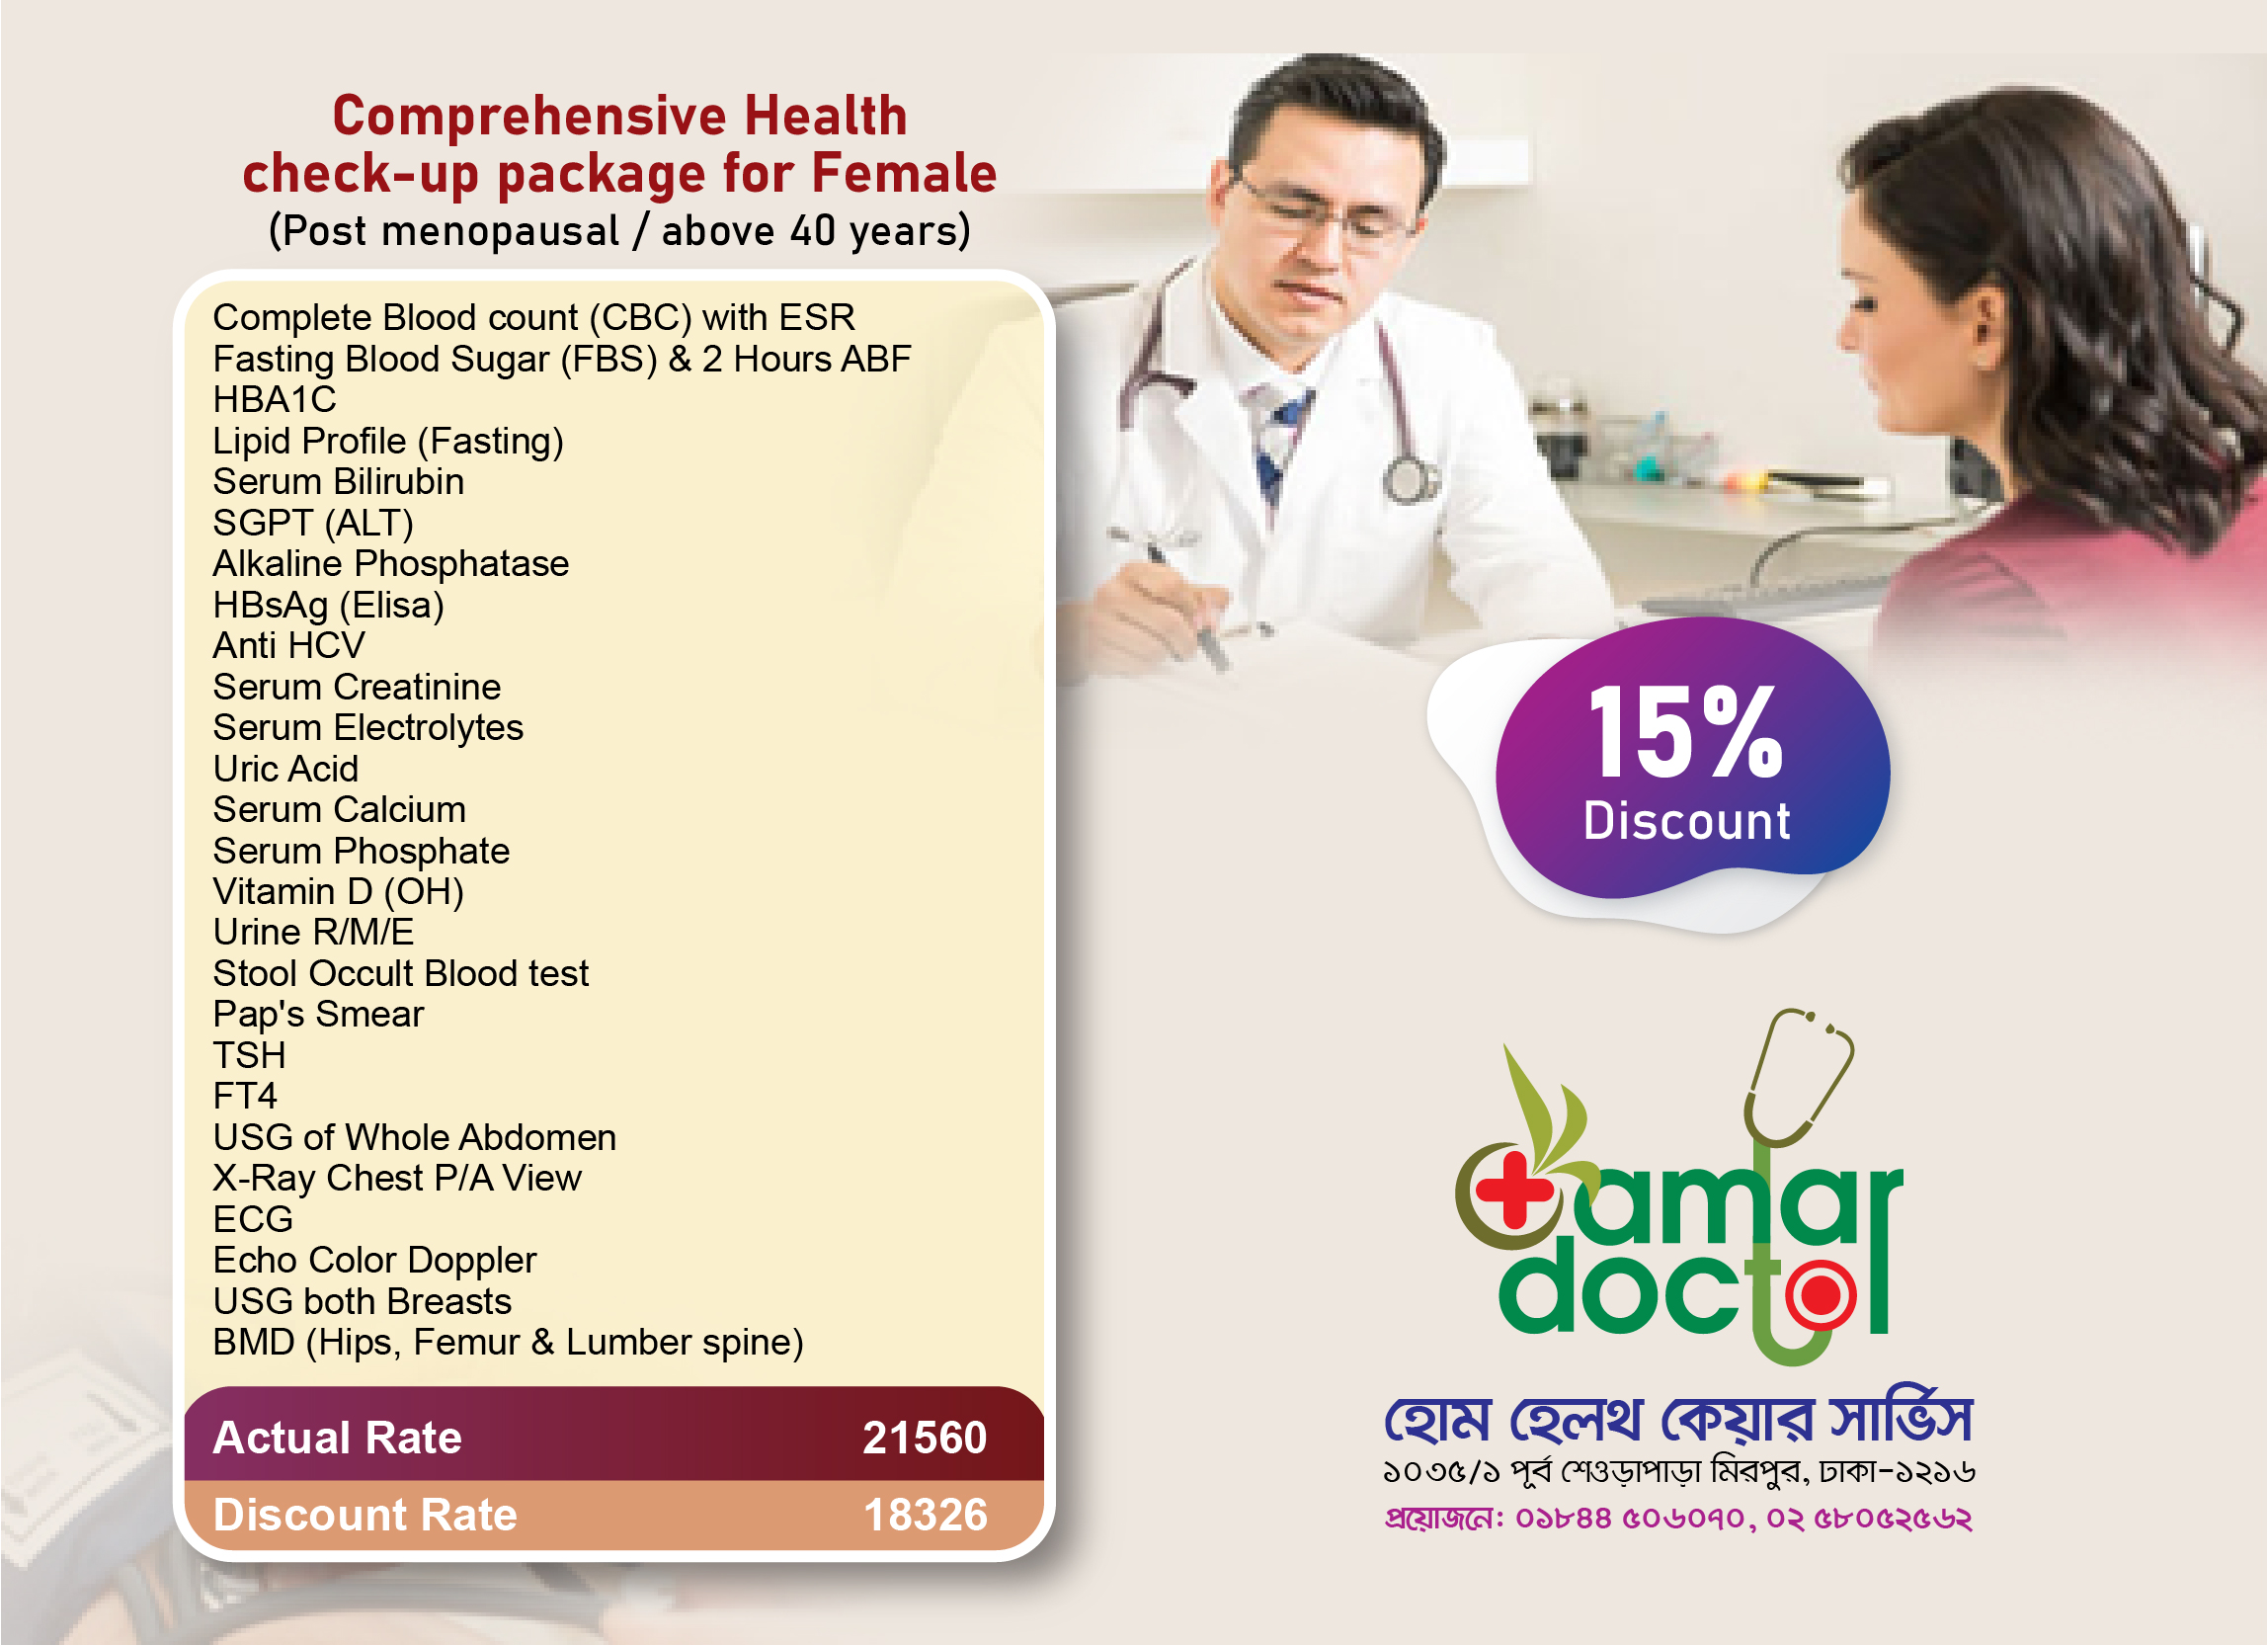 Comprehensive Health
check-up package for Female
(Post menopausal / above 40 years)
Complete Blood count (CBC) with ESR
Fasting Blood Sugar (FBS) & 2 Hours ABF
HBA1C
Lipid Profile (Fasting)
Serum Bilirubin
SGPT (ALT)
Alkaline Phosphatase
HBsAg (Elisa)
Anti HCV
Serum Creatinine
Serum Electrolytes
Uric Acid
Serum Calcium
Serum Phosphate
Vitamin D (OH)
Urine R/M/E
Stool Occult Blood test
Pap's Smear
TSH
FT4
USG of Whole Abdomen
X-Ray Chest P/A View
ECG
Echo Color Doppler
USG both Breasts
BMD (Hips, Femur & Lumber spine)
Actual Rate 21560
Discount Rate 18326
15%
Discount
amar
doctor
হোম হেলথ কেয়ার সার্ভিস
১০৩৫/১ পূর্ব শেওড়াপাড়া মিরপুর, ঢাকা-১২১৬
প্রয়োজনে: ০১৮৪৪ ৫০৬০৭০, ০২ ৫৮০৫২৫৬২